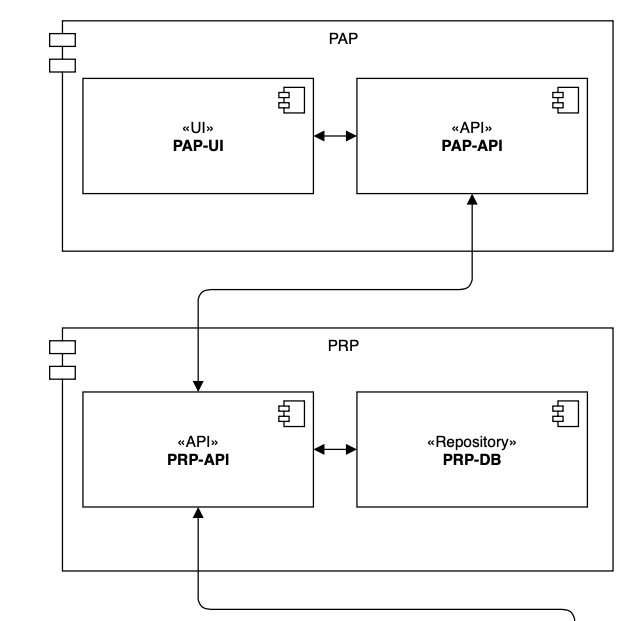 PAP
«UI»
PAP-UI
«API»
PAP-API
PRP
«API»
PRP-API
«Repository»
PRP-DB